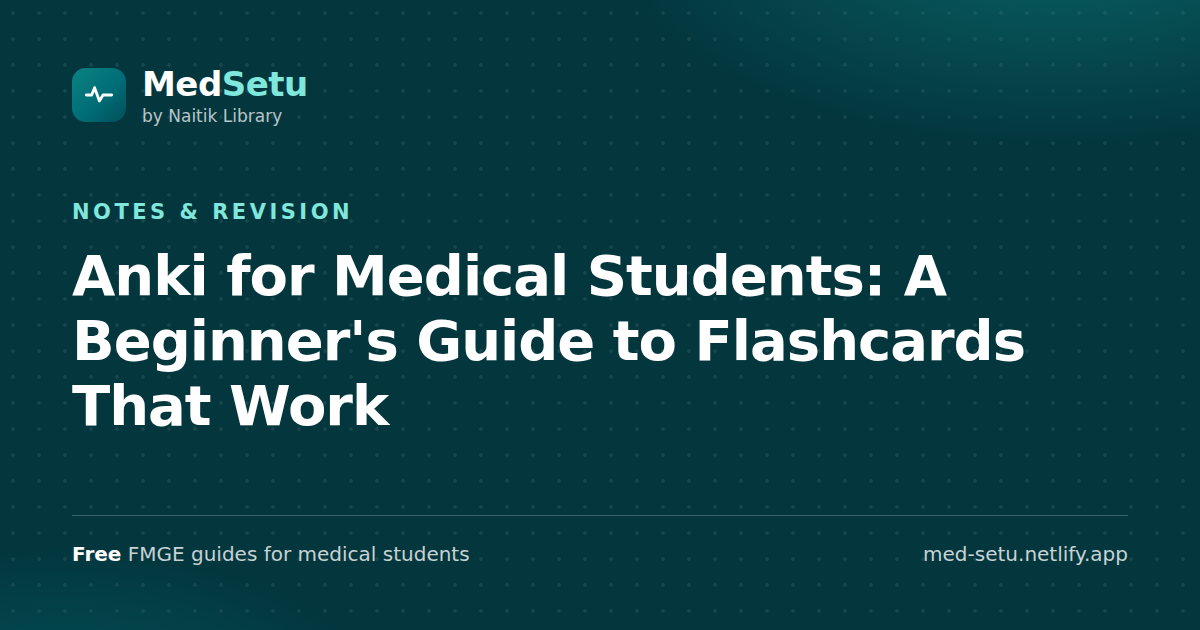 MedSetu
by Naitik Library
NOTES & REVISION
Anki for Medical Students: A
Beginner's Guide to Flashcards
That Work
Free FMGE guides for medical students
med-setu.netlify.app